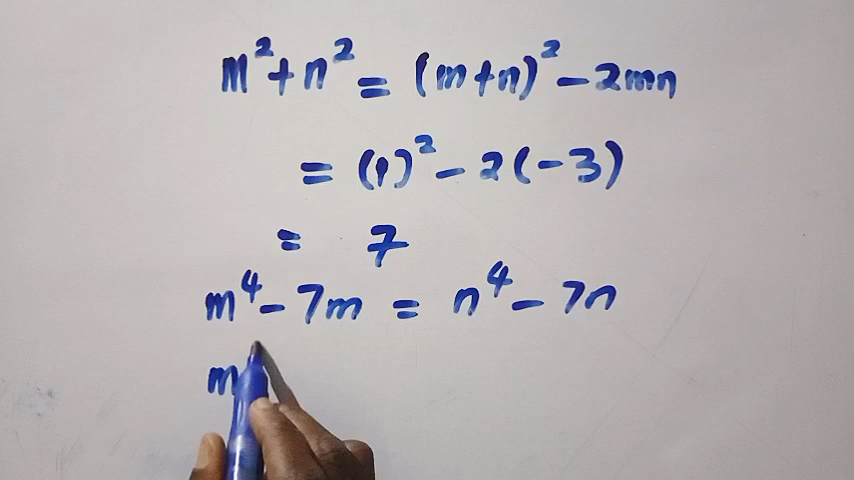 m²+n² = (m+n)² - 2mn
= (1)² - 2(-3)
= 7
m⁴ - 7m = n⁴ - 7n
m